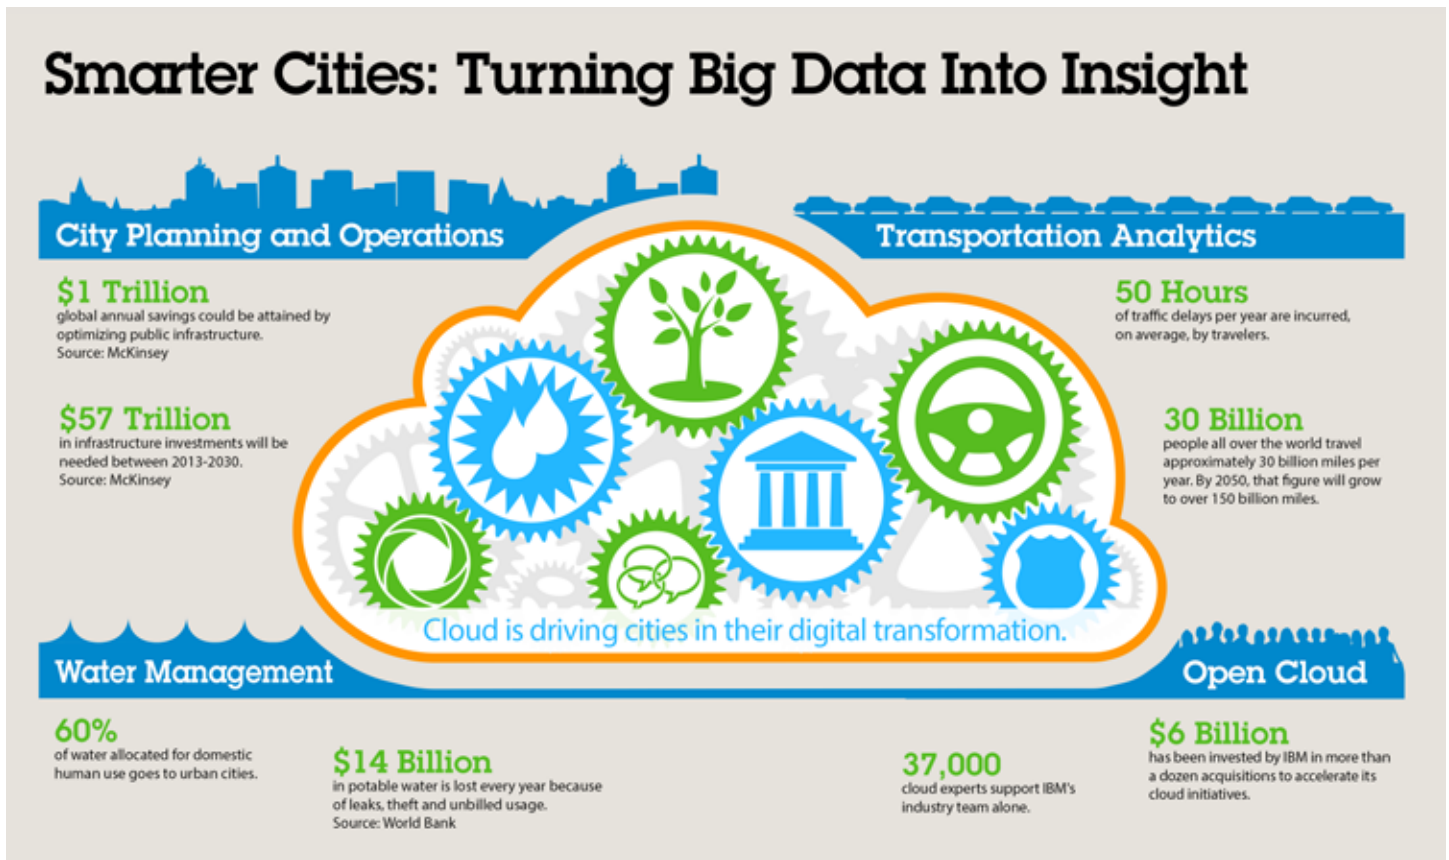 Smarter Cities: Turning Big Data Into Insight
City Planning and Operations
$1 Trillion
global annual savings could be attained by
optimizing public infrastructure.
Source: McKinsey
$57 Trillion
in infrastructure investments will be
needed between 2013-2030.
Source: McKinsey
Transportation Analytics
50 Hours
of traffic delays per year are incurred,
on average, by travelers.
30 Billion
people all over the world travel
approximately 30 billion miles per
year. By 2050, that figure will grow
to over 150 billion miles.
Cloud is driving cities in their digital transformation.
Water Management
60%
of water allocated for domestic
human use goes to urban cities.
$14 Billion
in potable water is lost every year because
of leaks, theft and unbilled usage.
Source: World Bank
Open Cloud
37,000
cloud experts support IBM's
industry team alone.
$6 Billion
has been invested by IBM in more than
a dozen acquisitions to accelerate its
cloud initiatives.